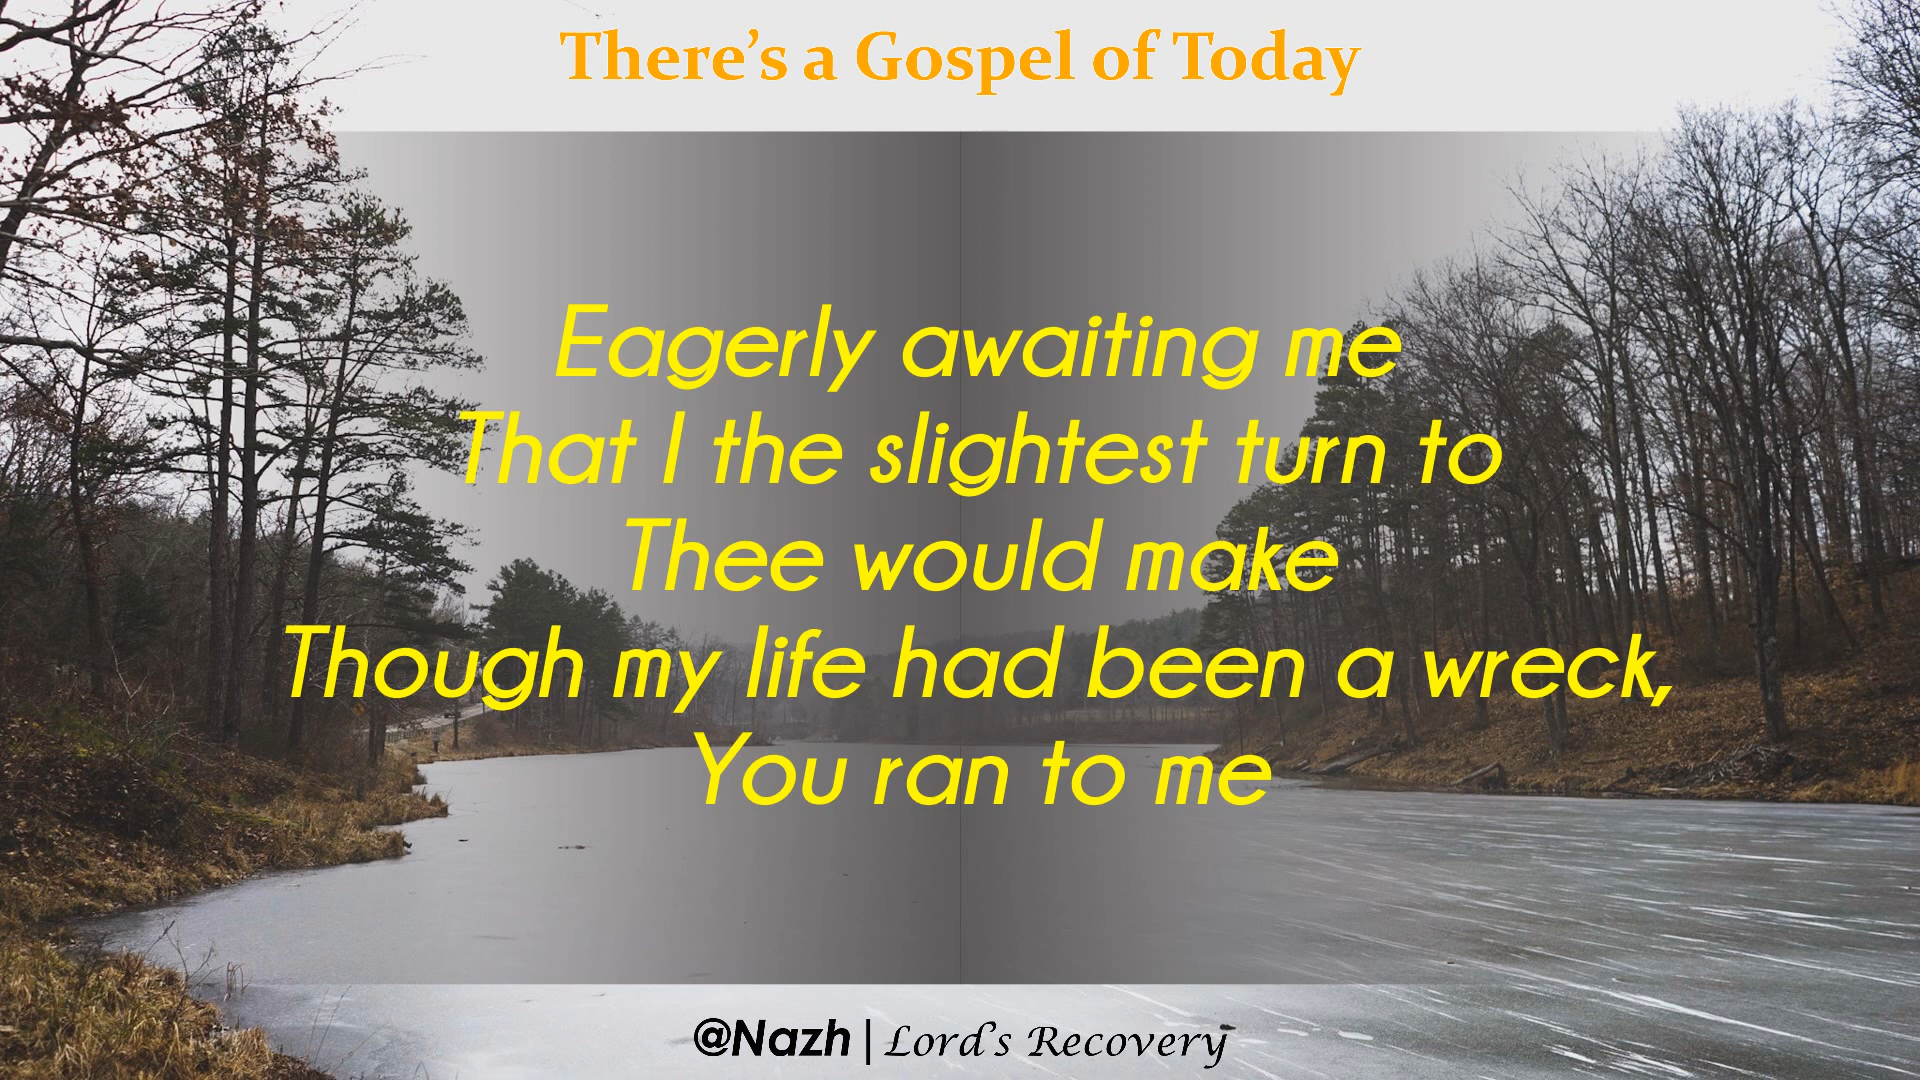 There’s a Gospel of Today
Eagerly awaiting me
That I the slightest turn to
Thee would make
Though my life had been a wreck,
You ran to me
@Nazh | Lord’s Recovery